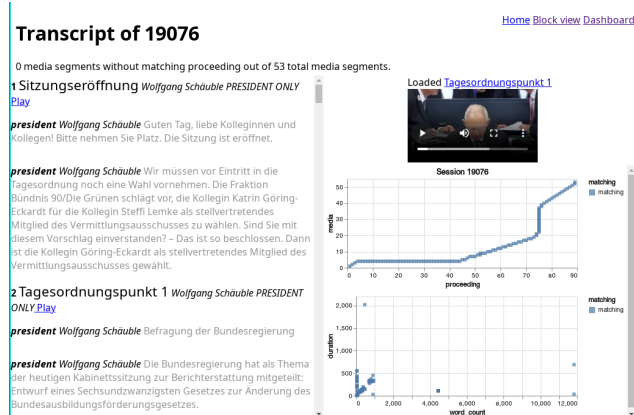 Home Block view Dashboard
Transcript of 19076
0 media segments without matching proceeding out of 53 total media segments.
1 Sitzungseröffnung Wolfgang Schäuble PRESIDENT ONLY
Play
president Wolfgang Schäuble Guten Tag, liebe Kolleginnen und
Kollegen! Bitte nehmen Sie Platz. Die Sitzung ist eröffnet.
president Wolfgang Schäuble Wir müssen vor Eintritt in die
Tagesordnung noch eine Wahl vornehmen. Die Fraktion
Bündnis 90/Die Grünen schlägt vor, die Kollegin Katrin Göring-
Eckardt für die Kollegin Steffi Lemke als stellvertretendes
Mitglied des Vermittlungsausschusses zu wählen. Sind Sie mit
diesem Vorschlag einverstanden? – Das ist so beschlossen. Dann
ist die Kollegin Göring-Eckardt als stellvertretendes Mitglied des
Vermittlungsausschusses gewählt.
2 Tagesordnungspunkt 1 Wolfgang Schäuble PRESIDENT
ONLY Play
president Wolfgang Schäuble Befragung der Bundesregierung
president Wolfgang Schäuble Die Bundesregierung hat als Thema
der heutigen Kabinettssitzung zur Berichterstattung mitgeteilt:
Entwurf eines Sechsundzwanzigsten Gesetzes zur Änderung des
Bundesausbildungsförderungsgesetzes.
Loaded Tagesordnungspunkt 1
Session 19076
media
50
40
30
20
10
0
0 10 20 30 40 50 60 70 80 90
proceeding
matching
matching
duration
2,000
1,500
1,000
500
0
0 2,000 4,000 6,000 8,000 10,000 12,000
word_count
matching
matching